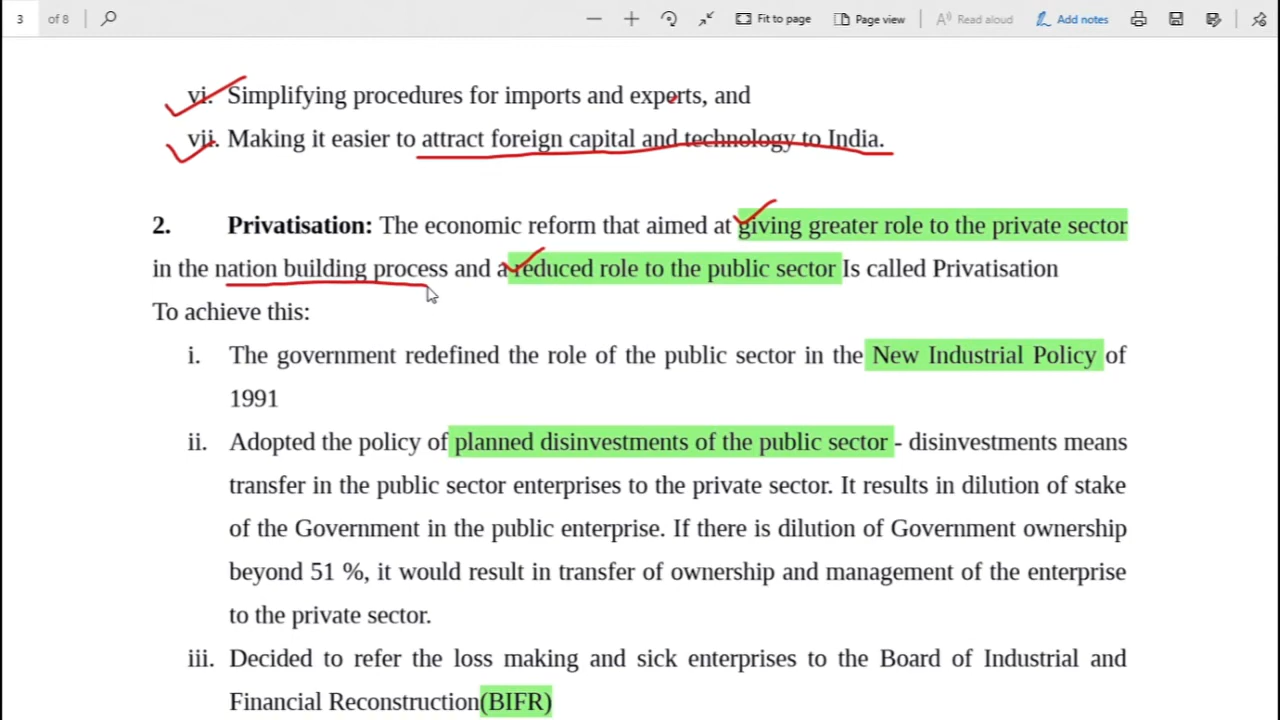 3 of 8 Fit to page Page view Read aloud Add notes
vi. Simplifying procedures for imports and exports, and
vii. Making it easier to attract foreign capital and technology to India.
2. Privatisation: The economic reform that aimed at giving greater role to the private sector
in the nation building process and a reduced role to the public sector Is called Privatisation
To achieve this:
i. The government redefined the role of the public sector in the New Industrial Policy of
1991
ii. Adopted the policy of planned disinvestments of the public sector - disinvestments means
transfer in the public sector enterprises to the private sector. It results in dilution of stake
of the Government in the public enterprise. If there is dilution of Government ownership
beyond 51 %, it would result in transfer of ownership and management of the enterprise
to the private sector.
iii. Decided to refer the loss making and sick enterprises to the Board of Industrial and
Financial Reconstruction(BIFR)